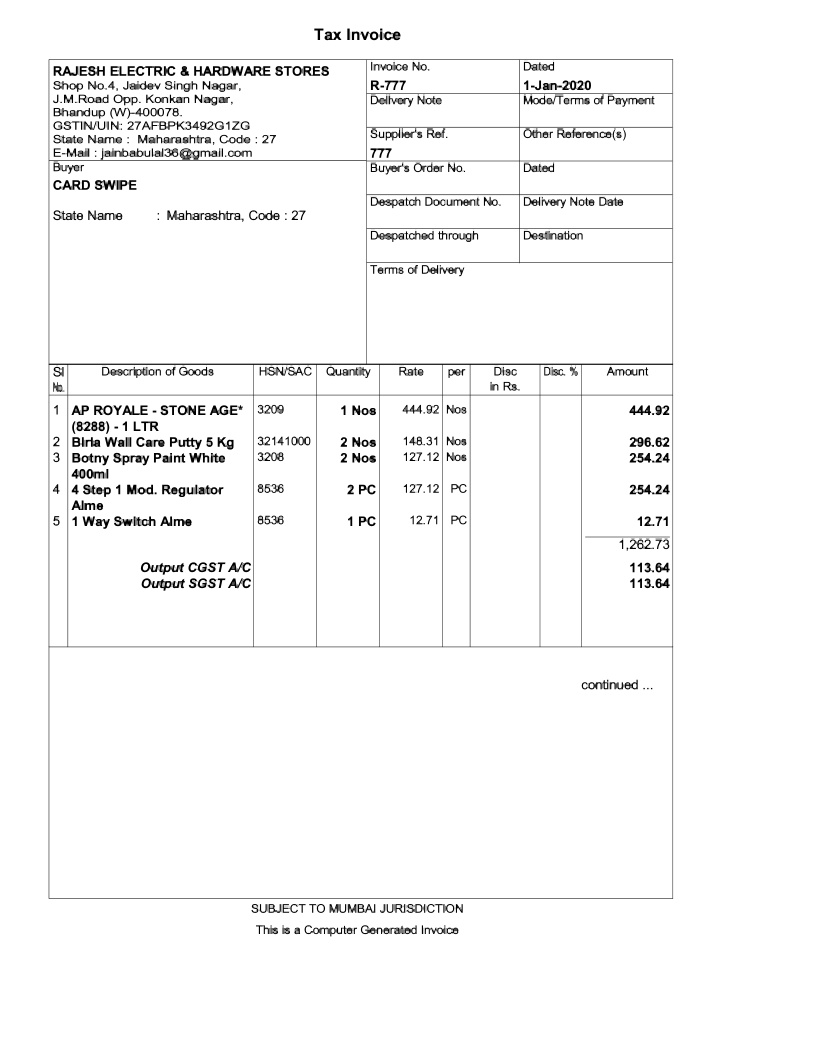 Tax Invoice
RAJESH ELECTRIC & HARDWARE STORES
Shop No.4, Jaidev Singh Nagar,
J.M.Road Opp. Konkan Nagar,
Bhandup (W)-400078.
GSTIN/UIN: 27AFBPK3492G1ZG
State Name : Maharashtra, Code : 27
E-Mail : jainbabulal36@gmail.com
Buyer
CARD SWIPE
State Name : Maharashtra, Code : 27
Invoice No. Dated
R-777 1-Jan-2020
Delivery Note Mode/Terms of Payment
Supplier's Ref. Other Reference(s)
777
Buyer's Order No. Dated
Despatch Document No. Delivery Note Date
Despatched through Destination
Terms of Delivery
Sl Description of Goods HSN/SAC Quantity Rate per Disc Disc. % Amount
No. in Rs.
1 AP ROYALE - STONE AGE* 3209 1 Nos 444.92 Nos 444.92
(8288) - 1 LTR
2 Birla Wall Care Putty 5 Kg 32141000 2 Nos 148.31 Nos 296.62
3 Botny Spray Paint White 3208 2 Nos 127.12 Nos 254.24
400ml
4 4 Step 1 Mod. Regulator 8536 2 PC 127.12 PC 254.24
Alme
5 1 Way Switch Alme 8536 1 PC 12.71 PC 12.71
1,262.73
Output CGST A/C 113.64
Output SGST A/C 113.64
continued ...
SUBJECT TO MUMBAI JURISDICTION
This is a Computer Generated Invoice